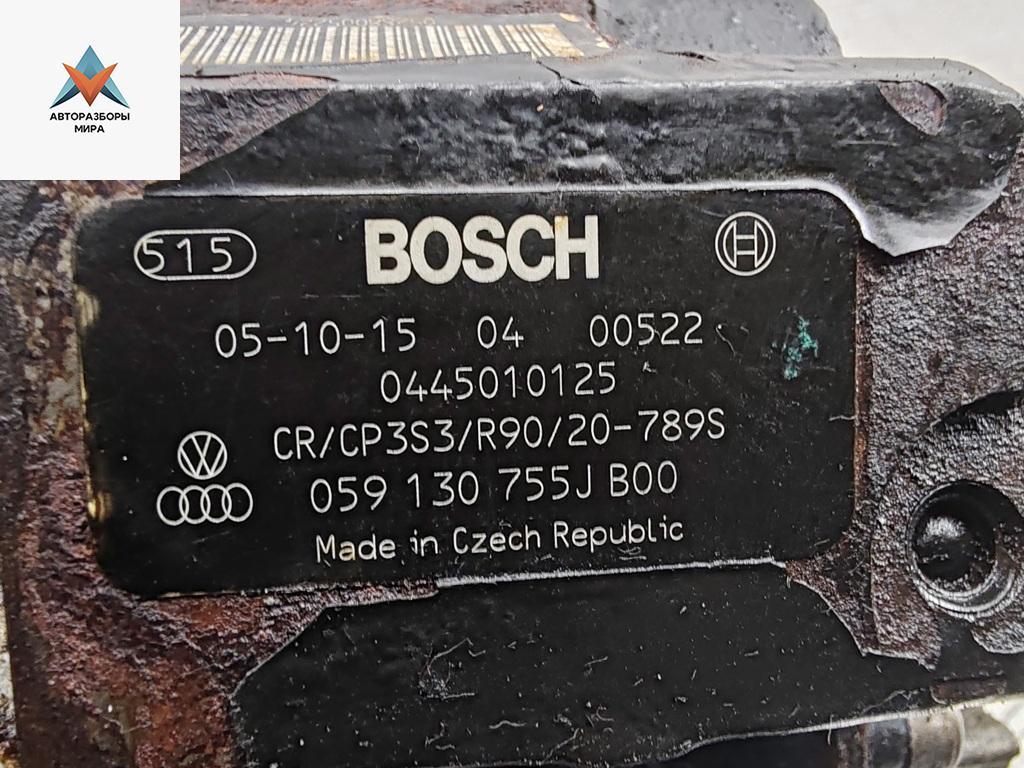 АВТОРАЗБОРЫ
МИРА
515 BOSCH
05-10-15 04 00522
0445010125
CR/CP3S3/R90/20-789S
059 130 755J B00
Made in Czech Republic